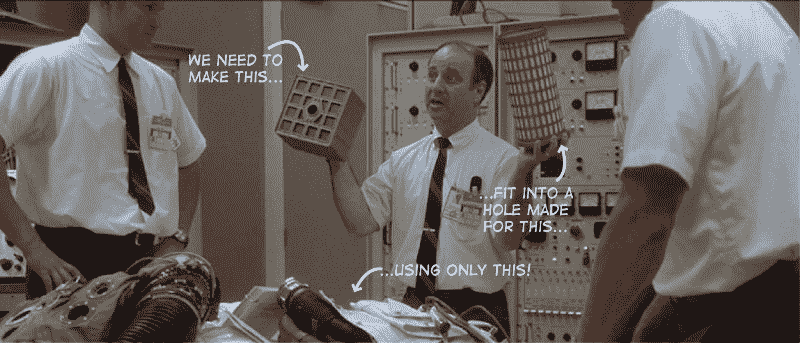 WE NEED TO
MAKE THIS...
...FIT INTO A
HOLE MADE
FOR THIS...
...USING ONLY THIS!